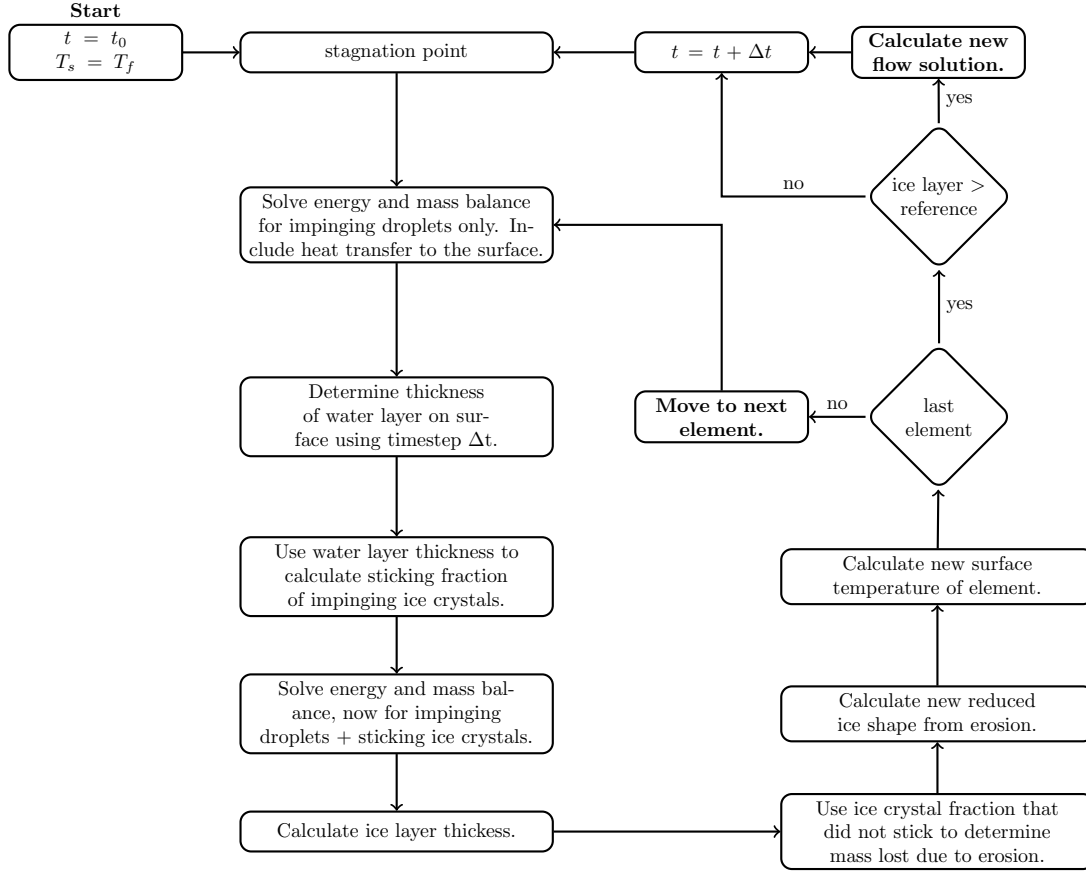 Start
t = t₀
Tₛ = T_f
stagnation point
t = t + Δt
Calculate new
flow solution.
yes
ice layer >
reference
no
Solve energy and mass balance
for impinging droplets only. In-
clude heat transfer to the surface.
yes
Determine thickness
of water layer on sur-
face using timestep Δt.
Move to next
element.
no
last
element
Use water layer thickness to
calculate sticking fraction
of impinging ice crystals.
Calculate new surface
temperature of element.
Solve energy and mass bal-
ance, now for impinging
droplets + sticking ice crystals.
Calculate new reduced
ice shape from erosion.
Calculate ice layer thickess.
Use ice crystal fraction that
did not stick to determine
mass lost due to erosion.